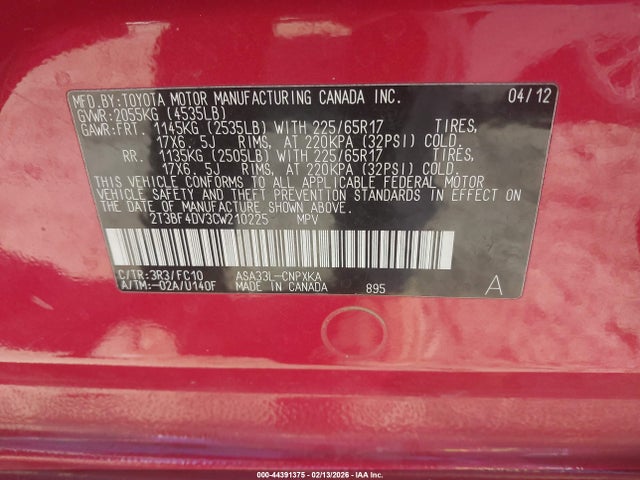 MFD.BY:TOYOTA MOTOR MANUFACTURING CANADA INC. 04/12
GVWR:2055KG (4535LB)
GAWR:FRT. 1145KG (2535LB) WITH 225/65R17 TIRES,
17X6.5J RIMS, AT 220KPA (32PSI) COLD.
RR. 1135KG (2505LB) WITH 225/65R17 TIRES,
17X6.5J RIMS, AT 220KPA (32PSI) COLD.
THIS VEHICLE CONFORMS TO ALL APPLICABLE FEDERAL MOTOR
VEHICLE SAFETY AND THEFT PREVENTION STANDARDS IN EFFECT ON
THE DATE OF MANUFACTURE SHOWN ABOVE.
2T3BF4DV3CW210225 MPV
C/TR:3R3/FC10 ASA33L-CNPXKA
A/TM:-02A/U140F MADE IN CANADA 895 A
000-44391375 - 02/13/2026 - IAA Inc.